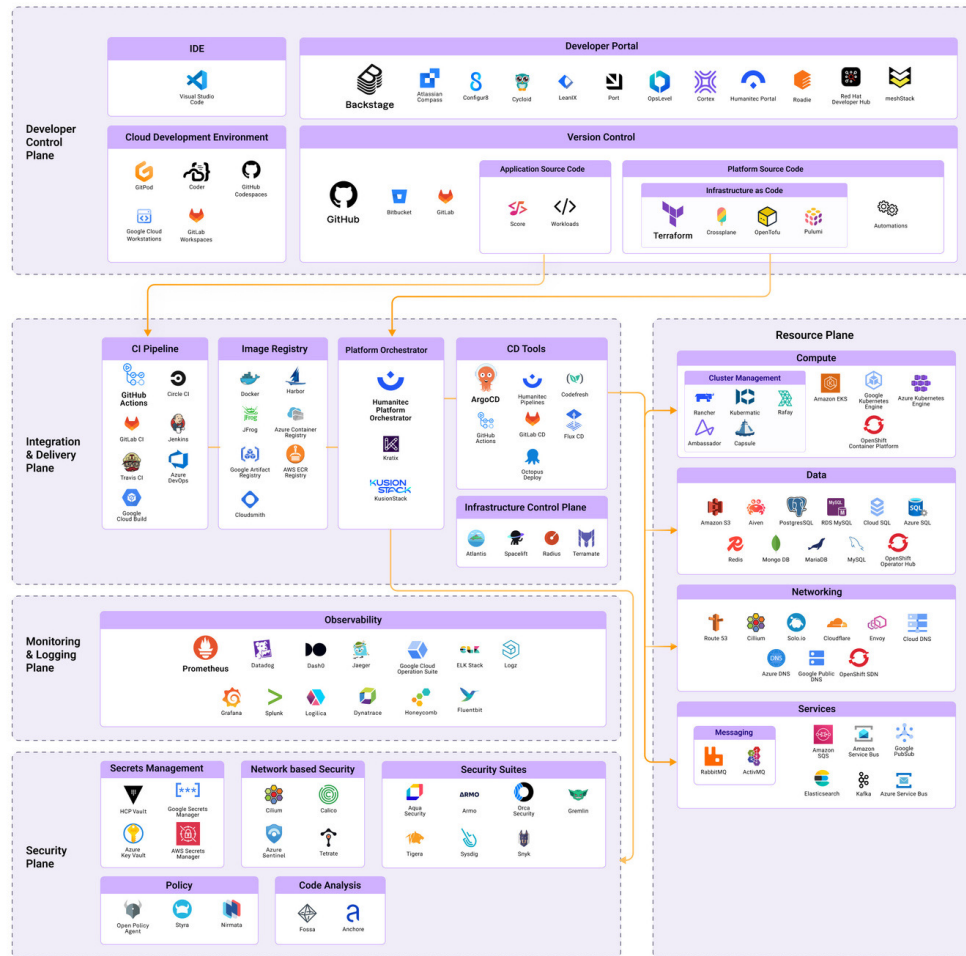 IDE
Visual Studio
Code
Developer Portal
Backstage
Atlassian
Compass
Configur8
Cycloid
LeanIX
Port
OpsLevel
Cortex
Humanitec Portal
Roadie
Red Hat
Developer Hub
meshStack
Developer
Control
Plane
Cloud Development Environment
GitPod
Coder
GitHub
Codespaces
Google Cloud
Workstations
GitLab
Workspaces
Version Control
GitHub
Bitbucket
GitLab
Application Source Code
Score
Workloads
Platform Source Code
Infrastructure as Code
Terraform
Crossplane
OpenTofu
Pulumi
Automations
Integration
& Delivery
Plane
CI Pipeline
GitHub
Actions
Circle CI
GitLab CI
Jenkins
Travis CI
Azure
DevOps
Google
Cloud Build
Image Registry
Docker
Harbor
JFrog
JFrog
Azure Container
Registry
Google Artifact
Registry
AWS ECR
Registry
Cloudsmith
Platform Orchestrator
Humanitec
Platform
Orchestrator
Kratix
KUSION
STACK
KusionStack
CD Tools
ArgoCD
Humanitec
Pipelines
Codefresh
GitHub
Actions
GitLab CD
Flux CD
Octopus
Deploy
Infrastructure Control Plane
Atlantis
Spacelift
Radius
Terramate
Resource Plane
Compute
Cluster Management
Rancher
Kubermatic
Rafay
Ambassador
Capsule
Amazon EKS
Google
Kubernetes
Engine
Azure Kubernetes
Engine
OpenShift
Container Platform
Data
Amazon S3
Aiven
PostgresSQL
MySQL
RDS MySQL
Cloud SQL
SQL
Azure SQL
Redis
Mongo DB
MariaDB
MySQL
OpenShift
Operator Hub
Networking
Route 53
Cillium
Solo.io
Cloudflare
Envoy
Cloud DNS
DNS
Azure DNS
Google Public
DNS
OpenShift SDN
Services
Messaging
RabbitMQ
ActivMQ
Amazon
SQS
Amazon
Service Bus
Google
PubSub
Elasticsearch
Kafka
Azure Service Bus
Monitoring
& Logging
Plane
Observability
Prometheus
Datadog
Dash0
Jaeger
Google Cloud
Operation Suite
ELK
ELK Stack
Logz
Grafana
Splunk
Logilica
Dynatrace
Honeycomb
Fluentbit
Security
Plane
Secrets Management
HCP Vault
[***]
Google Secrets
Manager
Azure
Key Vault
AWS Secrets
Manager
Network based Security
Cilium
Calico
Azure
Sentinel
Tetrate
Security Suites
Aqua
Security
ARMO
Armo
Orca
Security
Gremlin
Tigera
Sysdig
Snyk
Policy
Open Policy
Agent
Styra
Nirmata
Code Analysis
Fossa
Anchore